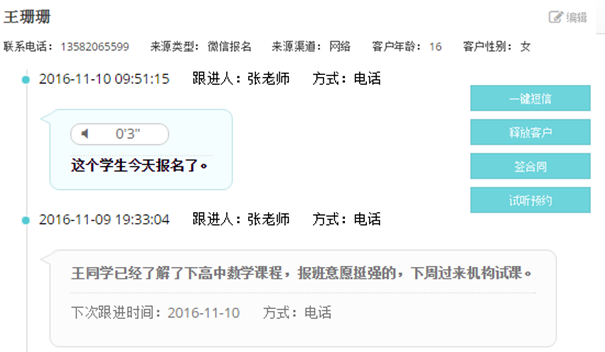 王珊珊 编辑
联系电话：13582065599 来源类型：微信报名 来源渠道：网络 客户年龄：16 客户性别：女
2016-11-10 09:51:15 跟进人：张老师 方式：电话
一键短信
0'3"
释放客户
这个学生今天报名了。
签合同
试听预约
2016-11-09 19:33:04 跟进人：张老师 方式：电话
王同学已经了解了下高中数学课程，报班意愿挺强的，下周过来机构试课。
下次跟进时间：2016-11-10 方式：电话